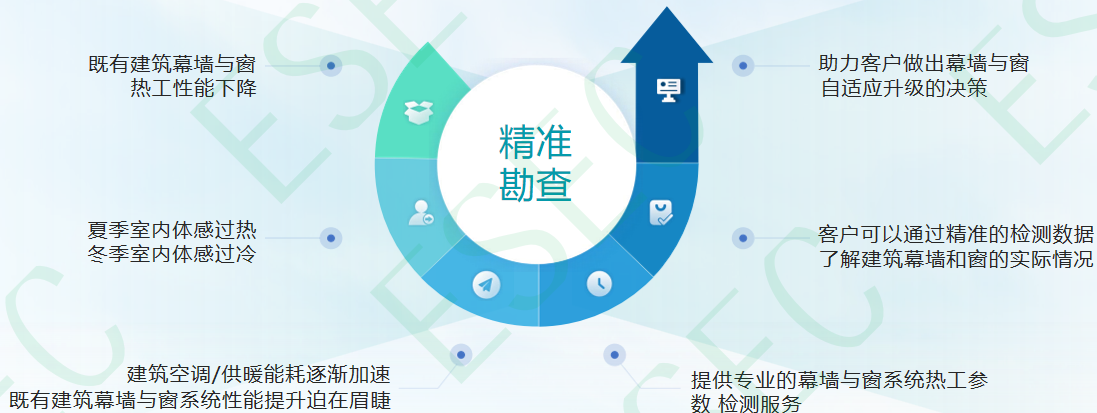 既有建筑幕墙与窗
热工性能下降
夏季室内体感过热
冬季室内体感过冷
建筑空调/供暖能耗逐渐加速
既有建筑幕墙与窗系统性能提升迫在眉睫
精准
勘查
助力客户做出幕墙与窗
自适应升级的决策
客户可以通过精准的检测数据
了解建筑幕墙和窗的实际情况
提供专业的幕墙与窗系统热工参
数 检测服务
ESEC
ESEC
ESEC